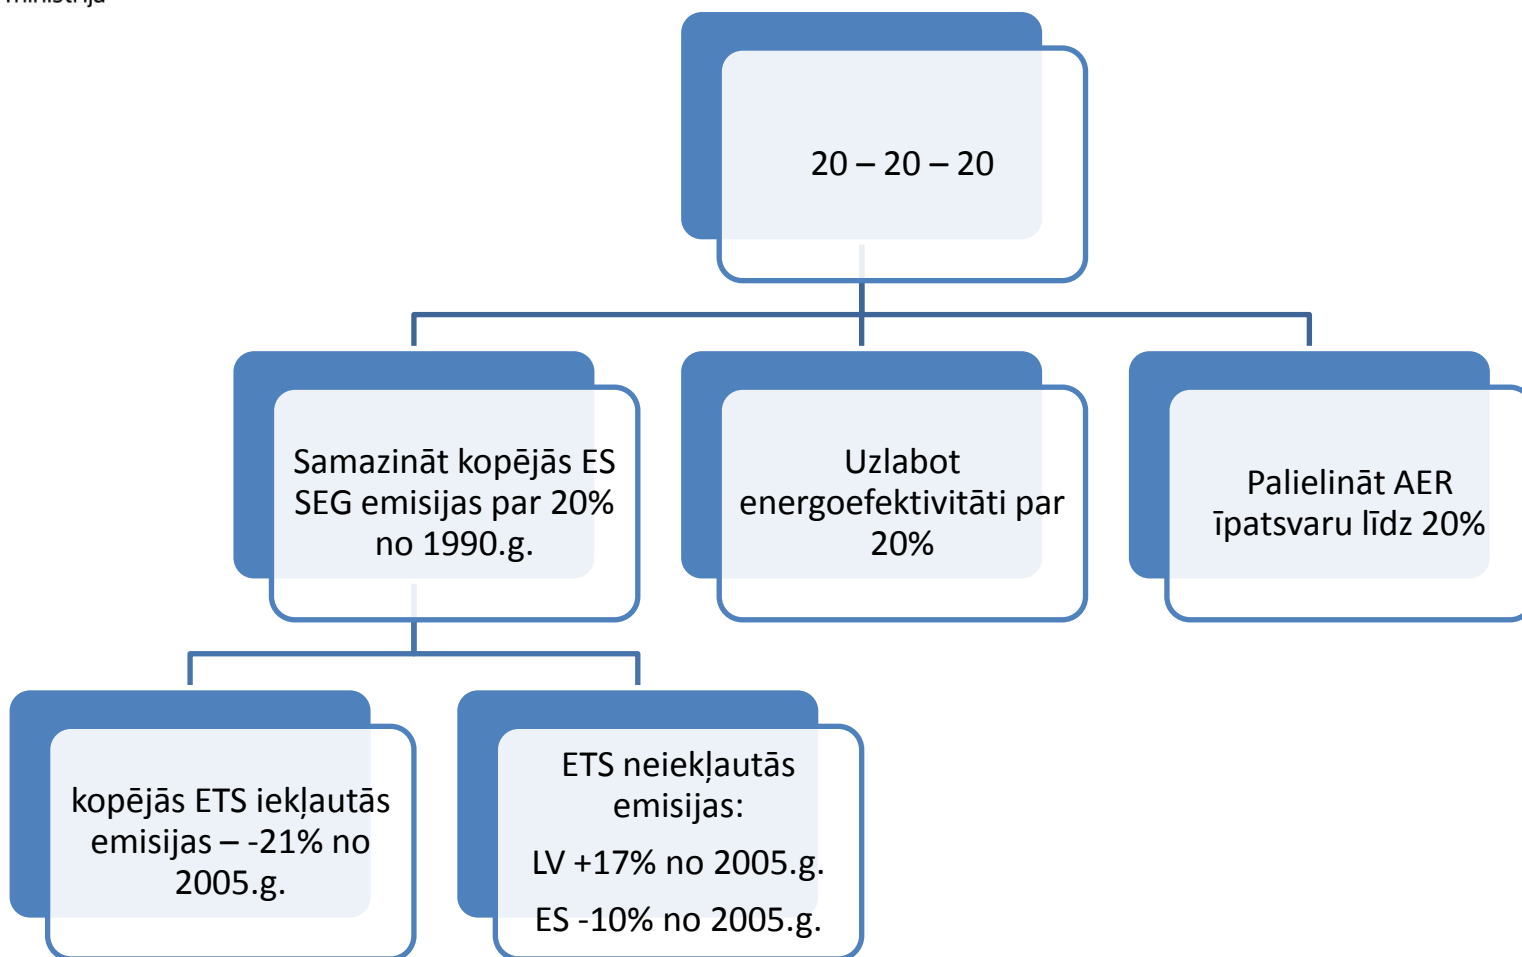 20 – 20 – 20
Samazināt kopējās ES
SEG emisijas par 20%
no 1990.g.
Uzlabot
energoefektivitāti par
20%
Palielināt AER
īpatsvaru līdz 20%
kopējās ETS iekļautās
emisijas – -21% no
2005.g.
ETS neiekļautās
emisijas:
LV +17% no 2005.g.
ES -10% no 2005.g.